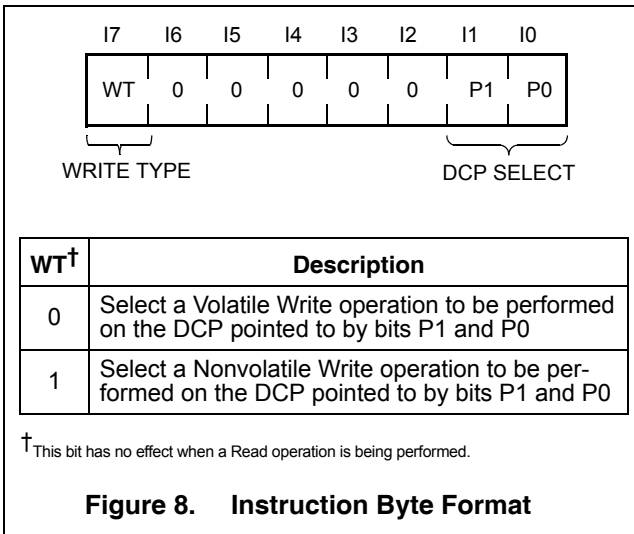 I7 I6 I5 I4 I3 I2 I1 I0
WT 0 0 0 0 0 P1 P0
WRITE TYPE DCP SELECT
WT† Description
0 Select a Volatile Write operation to be performed
on the DCP pointed to by bits P1 and P0
1 Select a Nonvolatile Write operation to be per-
formed on the DCP pointed to by bits P1 and P0
†This bit has no effect when a Read operation is being performed.
Figure 8. Instruction Byte Format